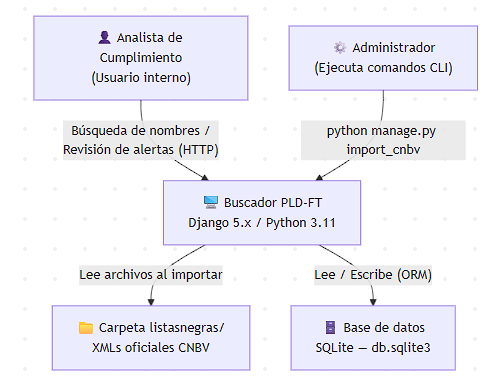 👤 Analista de
Cumplimiento
(Usuario interno)
⚙️ Administrador
(Ejecuta comandos CLI)
Búsqueda de nombres /
Revisión de alertas (HTTP)
python manage.py
import_cnbv
🖥️ Buscador PLD-FT
Django 5.x / Python 3.11
Lee archivos al importar
Lee / Escribe (ORM)
📁 Carpeta listasnegras/
XMLs oficiales CNBV
🗄️ Base de datos
SQLite — db.sqlite3